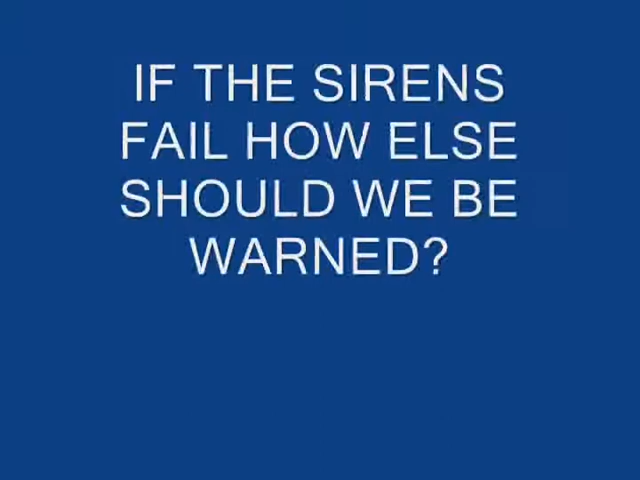 IF THE SIRENS
FAIL HOW ELSE
SHOULD WE BE
WARNED?